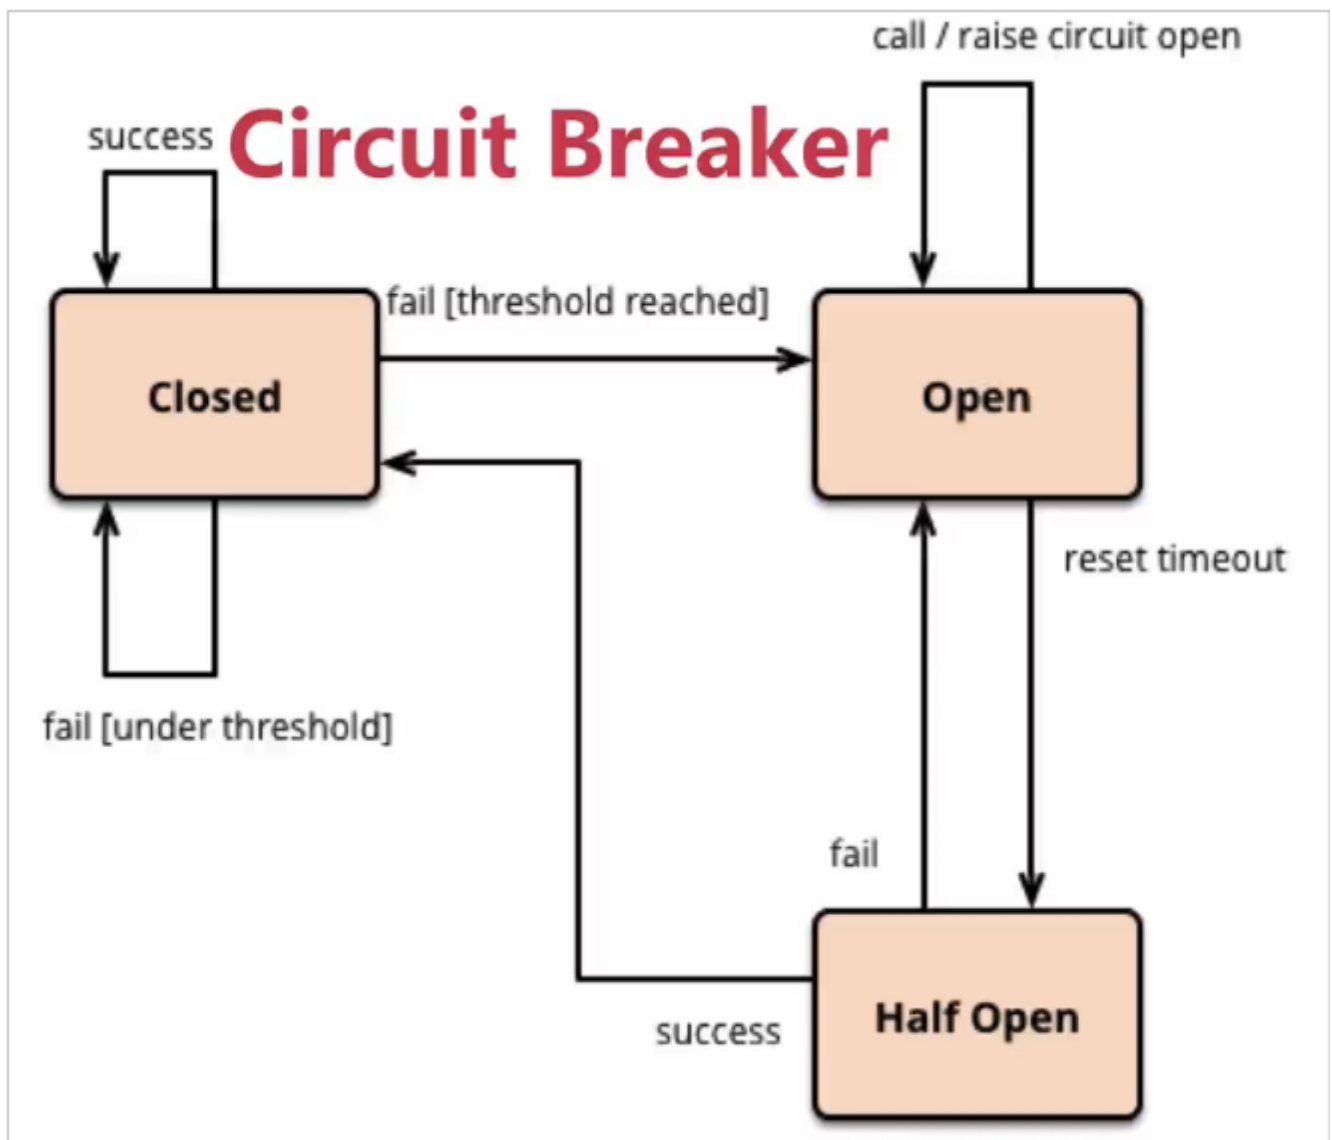 call / raise circuit open
success
Circuit Breaker
fail [threshold reached]
Closed
Open
reset timeout
fail [under threshold]
fail
Half Open
success